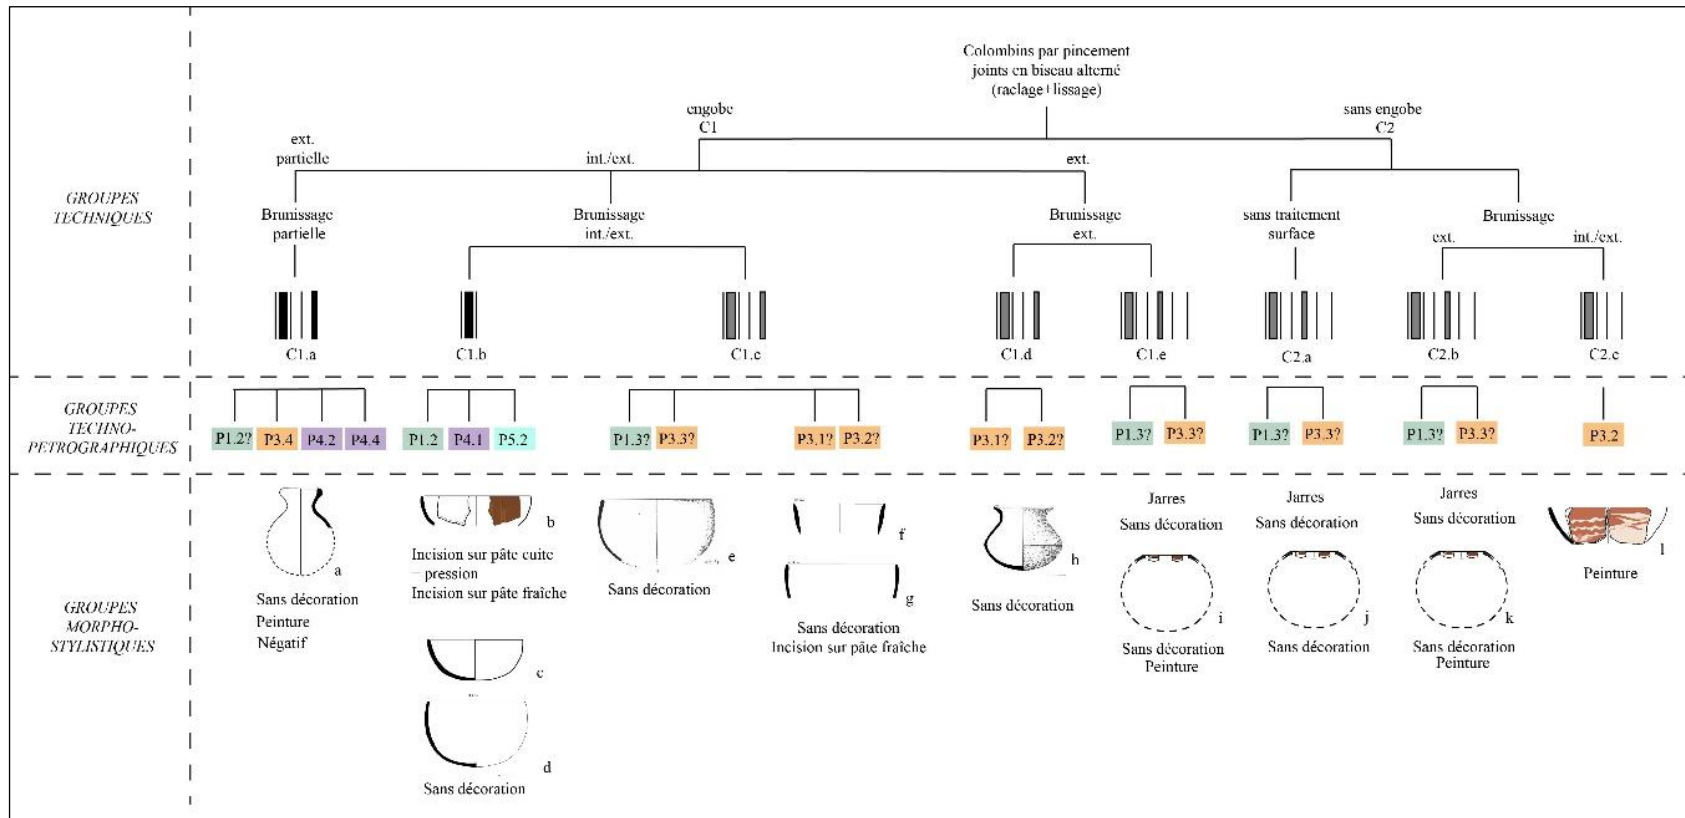 Colombins par pincement
joints en biseau alterné
(raclage+lissage)
engobe
C1
sans engobe
C2
ext.
partielle
int./ext.
ext.
GROUPES
TECHNIQUES
Brunissage
partielle
Brunissage
int./ext.
Brunissage
ext.
sans traitement
surface
Brunissage
ext.
int./ext.
C1.a
C1.b
C1.c
C1.d
C1.e
C2.a
C2.b
C2.c
GROUPES
TECHNO-
PETROGRAPHIQUES
P1.2?
P3.4
P4.2
P4.4
P1.2
P4.1
P5.2
P1.3?
P3.3?
P3.1?
P3.2?
P3.1?
P3.2?
P1.3?
P3.3?
P1.3?
P3.3?
P1.3?
P3.3?
P3.2
GROUPES
MORPHO-
STYLISTIQUES
a
Sans décoration
Peinture
Négatif
b
Incision sur pâte cuite
– pression
Incision sur pâte fraîche
c
d
Sans décoration
e
Sans décoration
f
g
Sans décoration
Incision sur pâte fraîche
h
Sans décoration
Jarres
Sans décoration
i
Sans décoration
Peinture
Jarres
Sans décoration
j
Sans décoration
Jarres
Sans décoration
k
Sans décoration
Peinture
l
Peinture